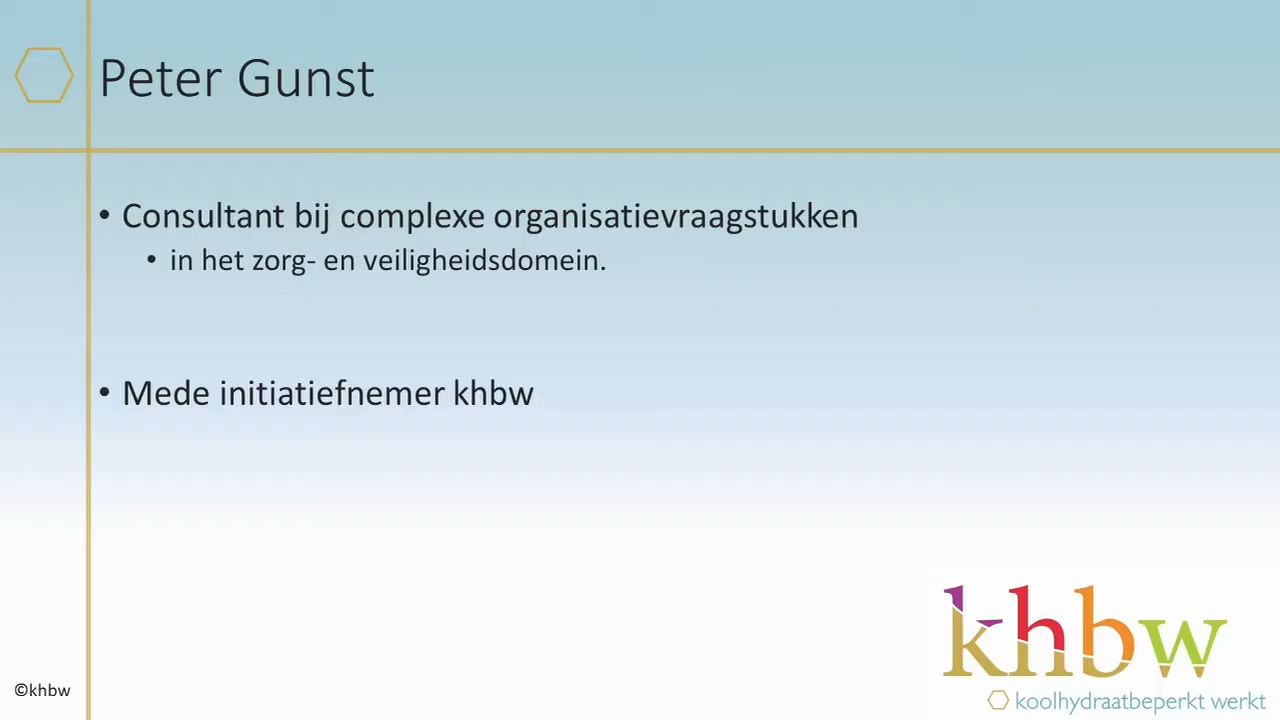 Peter Gunst
• Consultant bij complexe organisatievraagstukken
• in het zorg- en veiligheidsdomein.
• Mede initiatiefnemer khbw
khbw
koolhydraatbeperkt werkt
©khbw